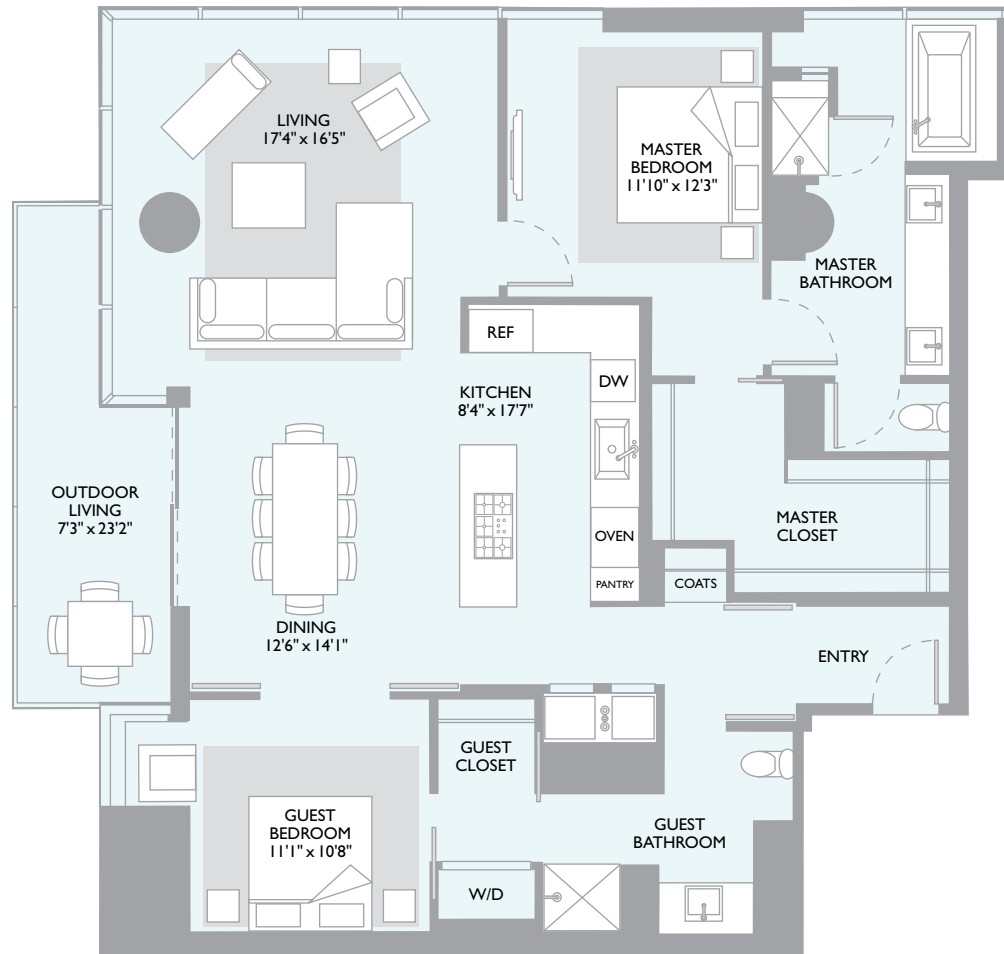 LIVING
17'4" x 16'5"
MASTER
BEDROOM
11'10" x 12'3"
MASTER
BATHROOM
REF
DW
KITCHEN
8'4" x 17'7"
OUTDOOR
LIVING
7'3" x 23'2"
OVEN
MASTER
CLOSET
PANTRY
COATS
DINING
12'6" x 14'1"
ENTRY
GUEST
CLOSET
GUEST
BEDROOM
11'1" x 10'8"
GUEST
BATHROOM
W/D